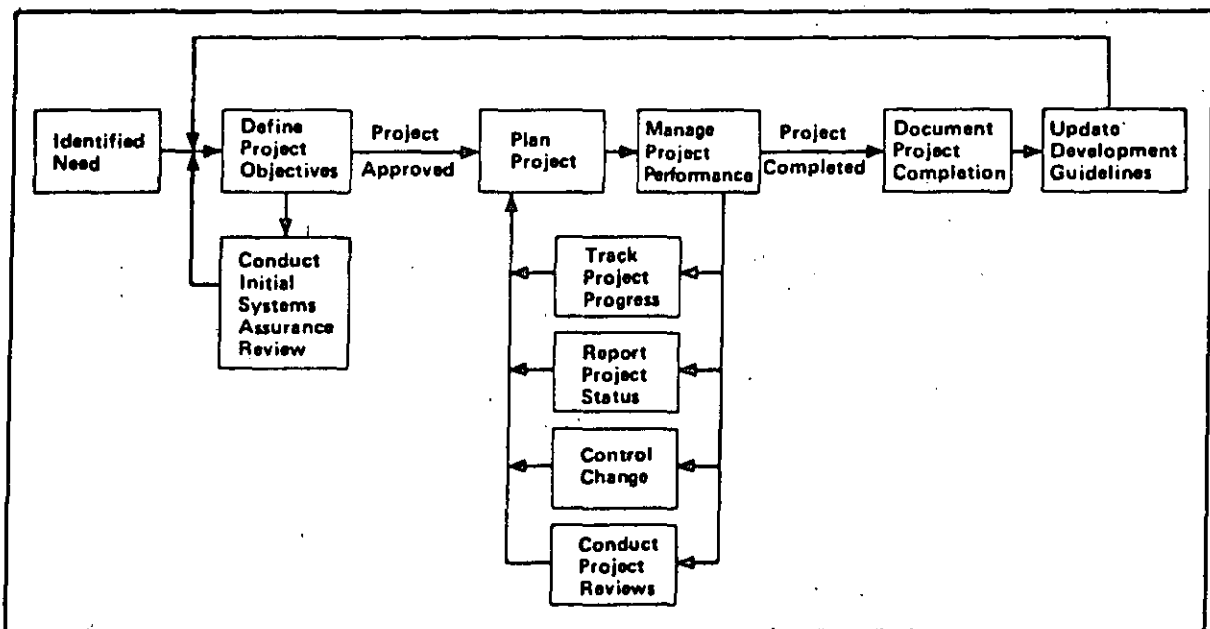 Identified
Need
Define
Project
Objectives
Project
Approved
Plan
Project
Manage
Project
Performance
Project
Completed
Document
Project
Completion
Update
Development
Guidelines
Conduct
Initial
Systems
Assurance
Review
Track
Project
Progress
Report
Project
Status
Control
Change
Conduct
Project
Reviews